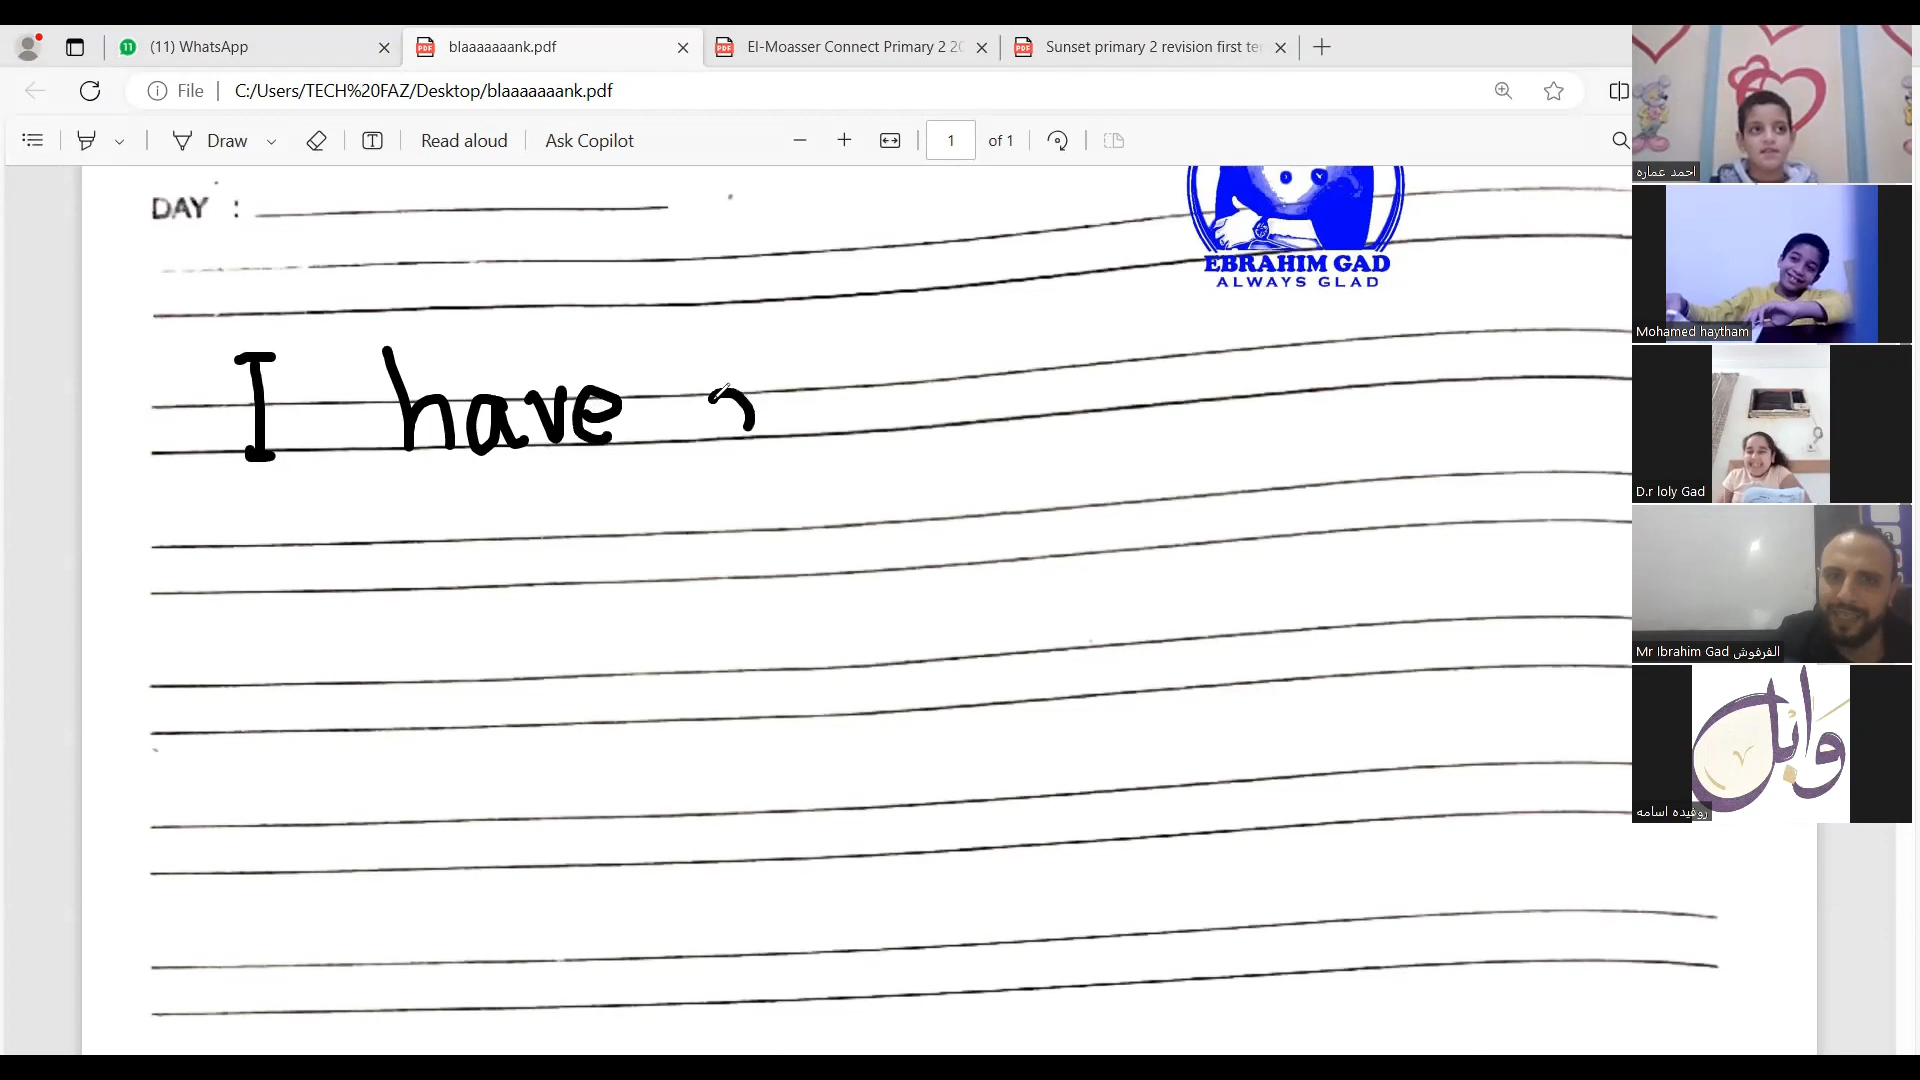 (11) WhatsApp
blaaaaaaank.pdf
El-Moasser Connect Primary 2 20
Sunset primary 2 revision first te
File
C:/Users/TECH%20FAZ/Desktop/blaaaaaaank.pdf
Draw
Read aloud
Ask Copilot
1
of 1
DAY :
EBRAHIM GAD
ALWAYS GLAD
I have
احمد عماره
Mohamed haytham
D.r loly Gad
Mr Ibrahim Gad الفرفوش
وابل
روفيده اسامه